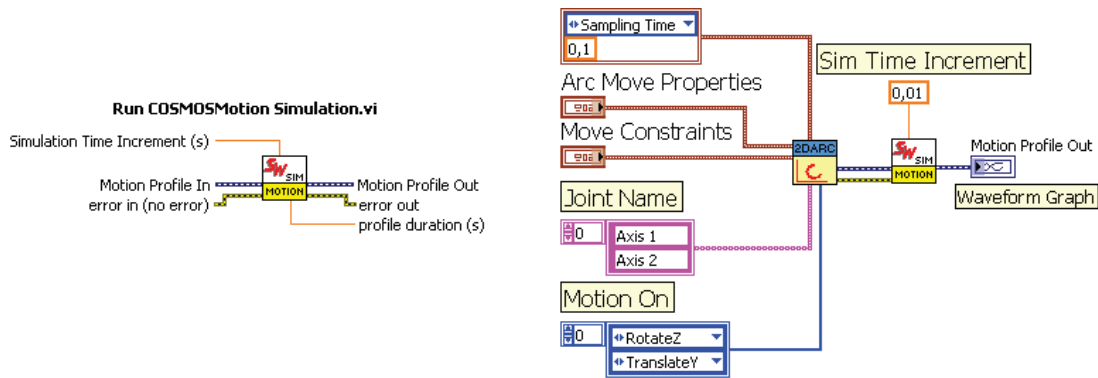 Run COSMOSMotion Simulation.vi
Simulation Time Increment (s)
SW SIM
MOTION
Motion Profile In
error in (no error)
Motion Profile Out
error out
profile duration (s)
Sampling Time
0,1
Arc Move Properties
Move Constraints
Joint Name
0
Axis 1
Axis 2
Motion On
0
RotateZ
TranslateY
2DARC
Sim Time Increment
0,01
SW SIM
MOTION
Motion Profile Out
Waveform Graph